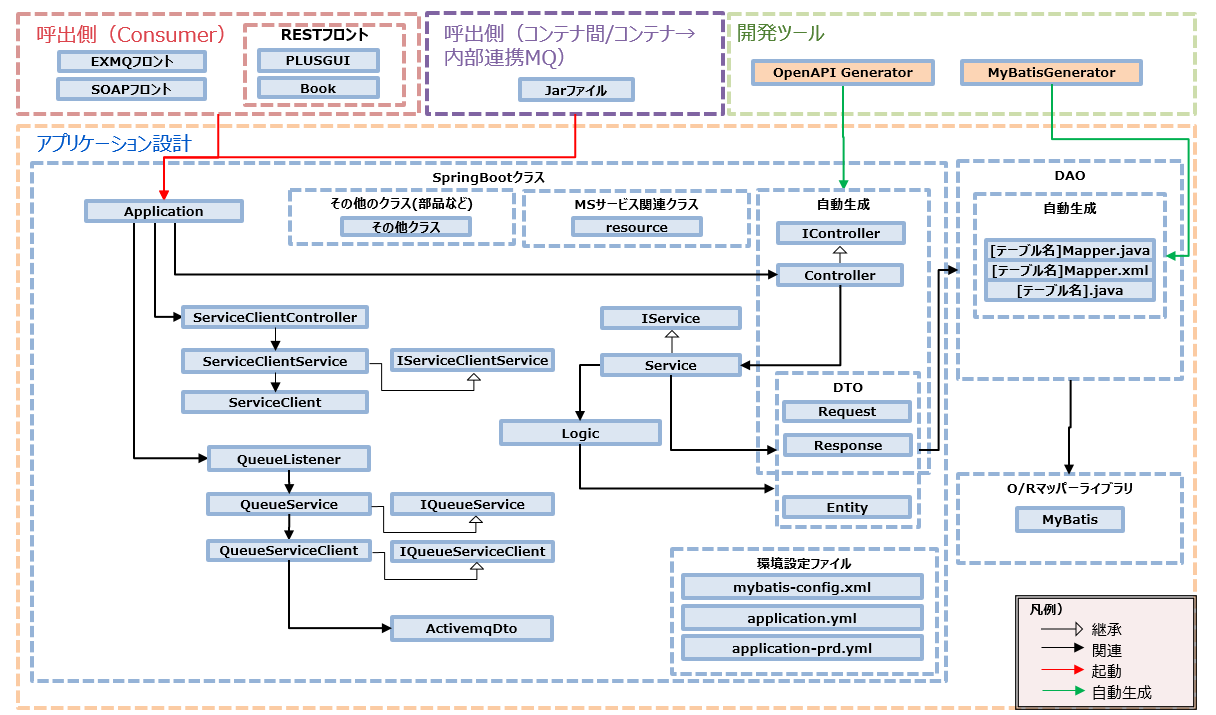 呼出側（Consumer）
EXMQフロント
SOAPフロント
RESTフロント
PLUSGUI
Book
呼出側（コンテナ間/コンテナ→
内部連携MQ）
Jarファイル
開発ツール
OpenAPI Generator
MyBatisGenerator
アプリケーション設計
SpringBootクラス
Application
その他のクラス(部品など)
その他クラス
MSサービス関連クラス
resource
自動生成
IController
Controller
ServiceClientController
ServiceClientService
IServiceClientService
ServiceClient
IService
Service
Logic
DTO
Request
Response
Entity
QueueListener
QueueService
IQueueService
QueueServiceClient
IQueueServiceClient
ActivemqDto
環境設定ファイル
mybatis-config.xml
application.yml
application-prd.yml
DAO
自動生成
[テーブル名]Mapper.java
[テーブル名]Mapper.xml
[テーブル名].java
O/Rマッパーライブラリ
MyBatis
凡例）
継承
関連
起動
自動生成